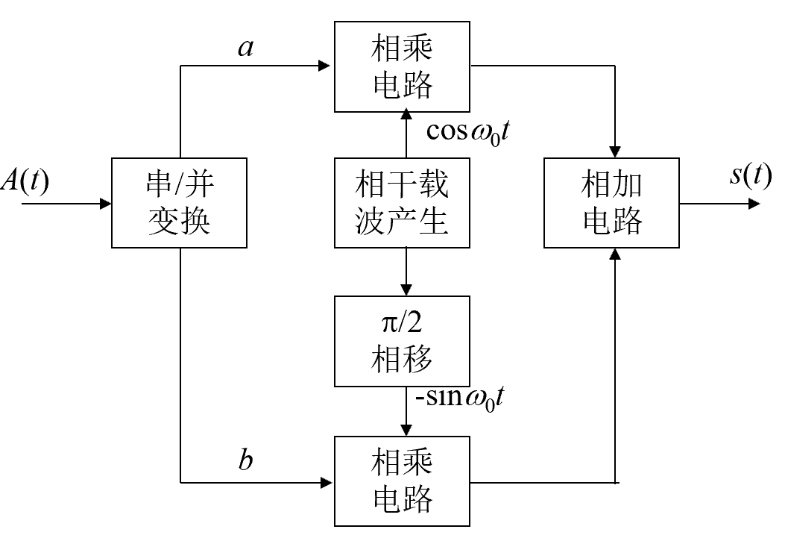 a
相乘
电路
cosω₀t
A(t)
串/并
变换
相干载
波产生
相加
电路
s(t)
π/2
相移
-sinω₀t
b
相乘
电路